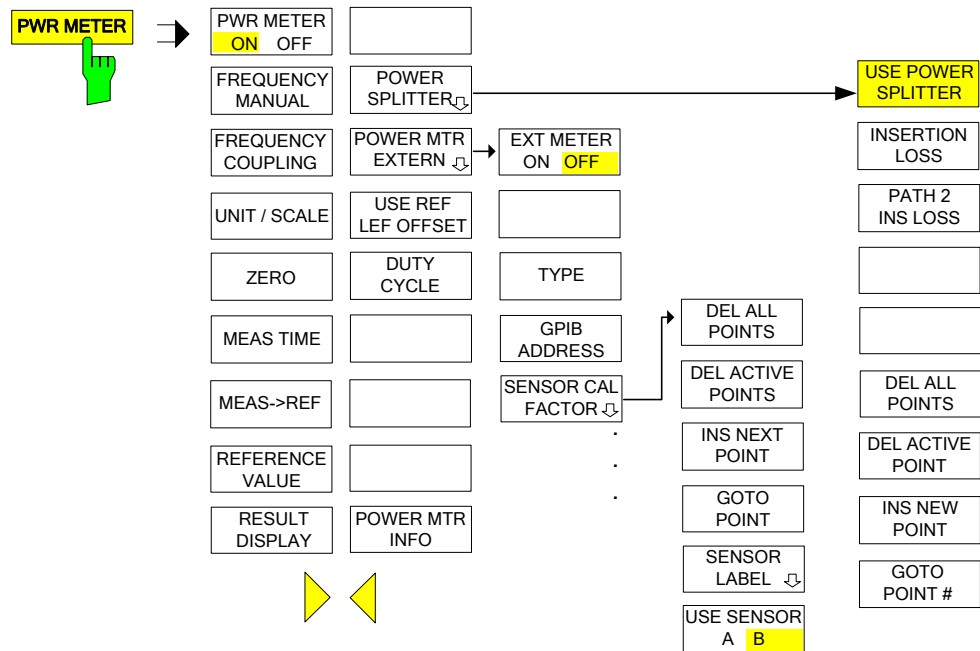 PWR METER
PWR METER
ON OFF
FREQUENCY
MANUAL
FREQUENCY
COUPLING
UNIT / SCALE
ZERO
MEAS TIME
MEAS->REF
REFERENCE
VALUE
RESULT
DISPLAY
POWER
SPLITTER
POWER MTR
EXTERN
USE REF
LEF OFFSET
DUTY
CYCLE
POWER MTR
INFO
EXT METER
ON OFF
TYPE
GPIB
ADDRESS
SENSOR CAL
FACTOR
.
.
.
DEL ALL
POINTS
DEL ACTIVE
POINTS
INS NEXT
POINT
GOTO
POINT
SENSOR
LABEL
USE SENSOR
A B
USE POWER
SPLITTER
INSERTION
LOSS
PATH 2
INS LOSS
DEL ALL
POINTS
DEL ACTIVE
POINT
INS NEW
POINT
GOTO
POINT #